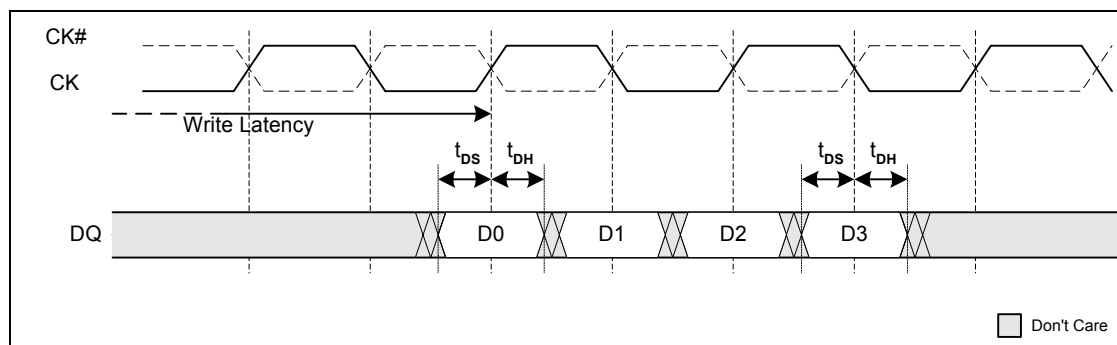 CK#
CK
Write Latency
tDS tDH tDS tDH
DQ D0 D1 D2 D3
Don't Care